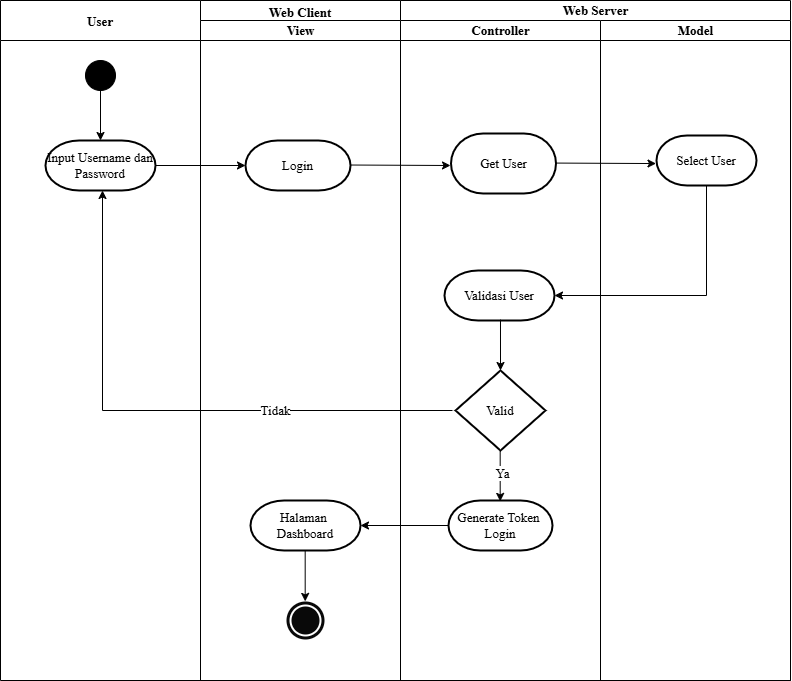 User
Web Client
Web Server
View
Controller
Model
Input Username dan
Password
Login
Get User
Select User
Validasi User
Valid
Tidak
Ya
Halaman
Dashboard
Generate Token
Login